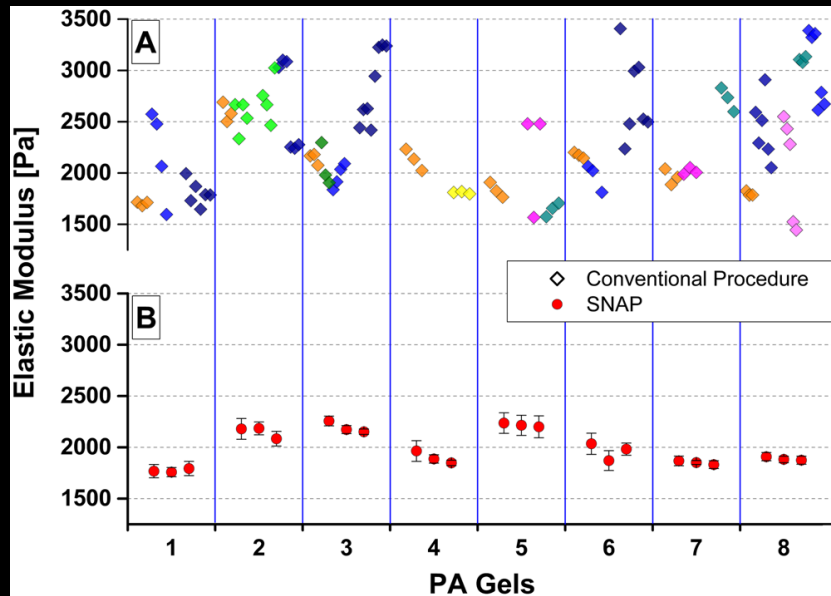 A
3500
3000
2500
2000
1500
Elastic Modulus [Pa]
Conventional Procedure
SNAP
B
3500
3000
2500
2000
1500
1 2 3 4 5 6 7 8
PA Gels